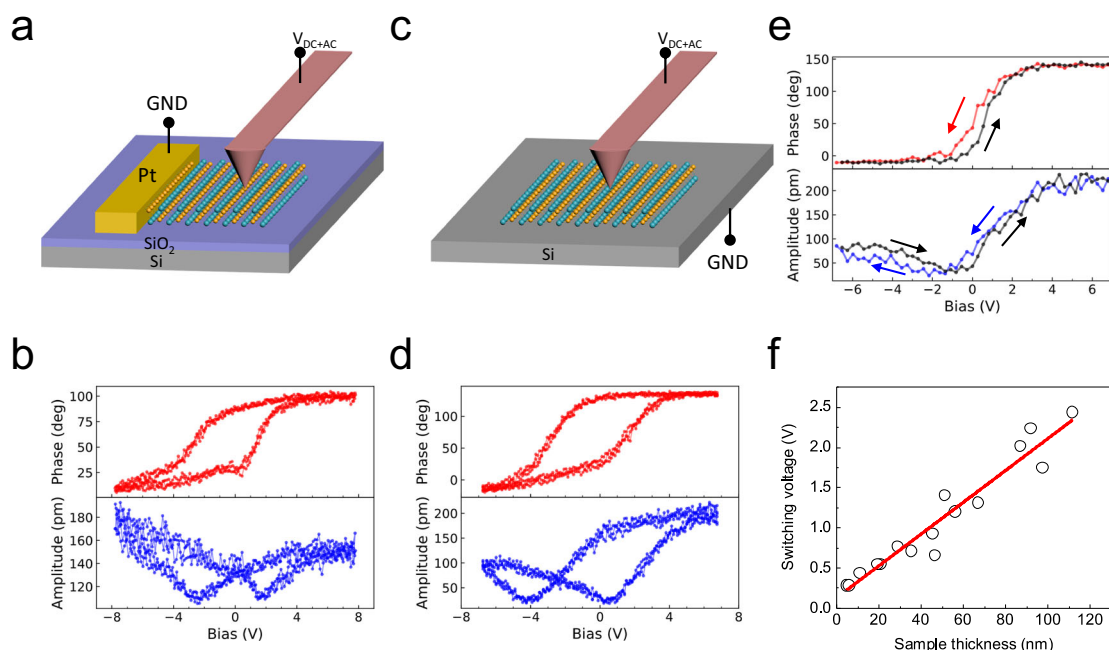 a
V_DC+AC
GND
Pt
SiO2
Si
c
V_DC+AC
Si
GND
e
150
100
50
0
Phase (deg)
200
150
100
50
Amplitude (pm)
−6 −4 −2 0 2 4 6
Bias (V)
b
100
75
50
25
Phase (deg)
180
160
140
120
Amplitude (pm)
−8 −4 0 4 8
Bias (V)
d
100
50
0
Phase (deg)
200
150
100
50
Amplitude (pm)
−8 −4 0 4 8
Bias (V)
f
2.5
2.0
1.5
1.0
0.5
0.0
Switching voltage (V)
0 20 40 60 80 100 120
Sample thickness (nm)